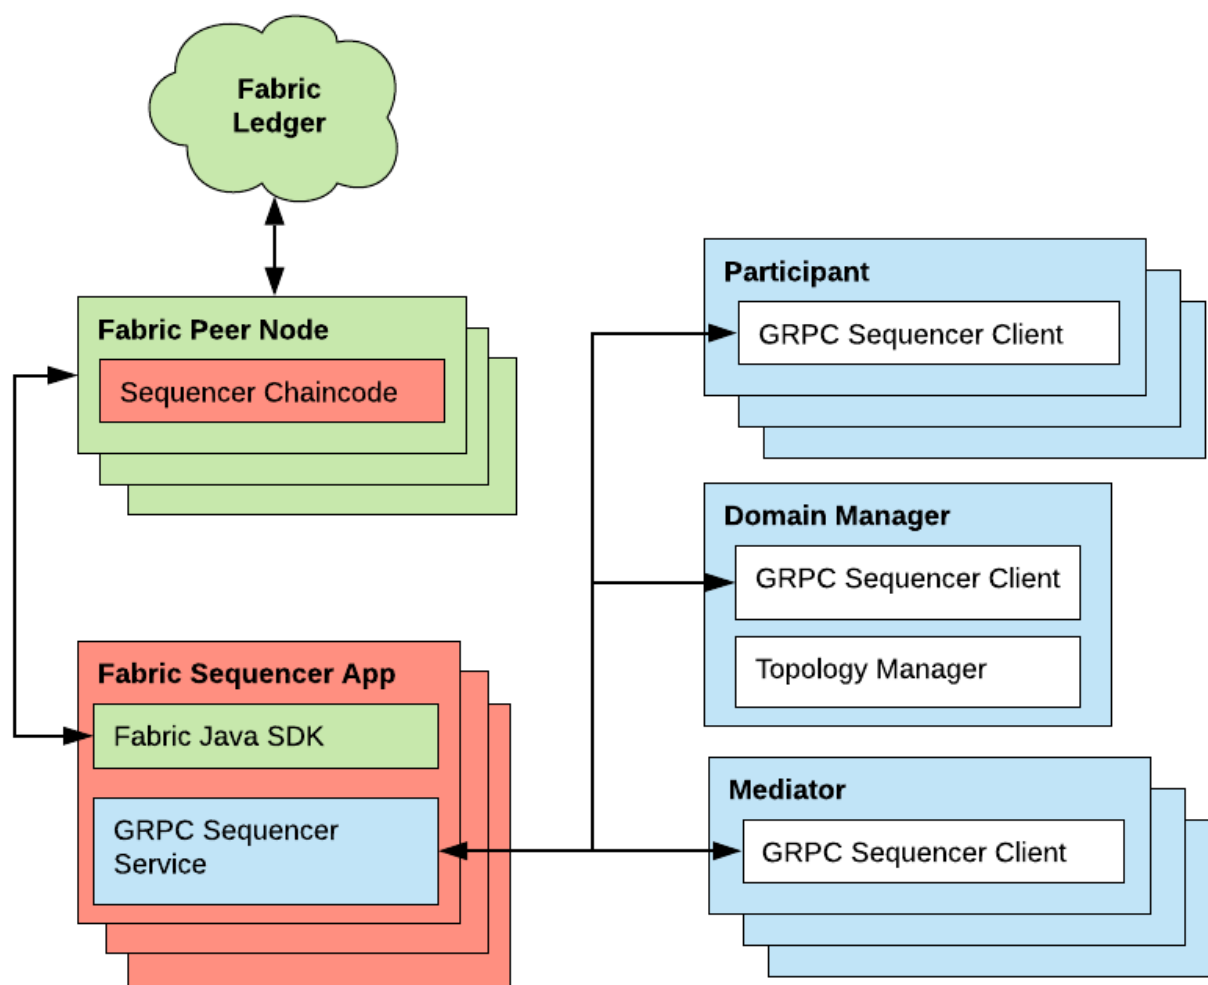 Fabric
Ledger
Fabric Peer Node
Sequencer Chaincode
Fabric Sequencer App
Fabric Java SDK
GRPC Sequencer
Service
Participant
GRPC Sequencer Client
Domain Manager
GRPC Sequencer Client
Topology Manager
Mediator
GRPC Sequencer Client